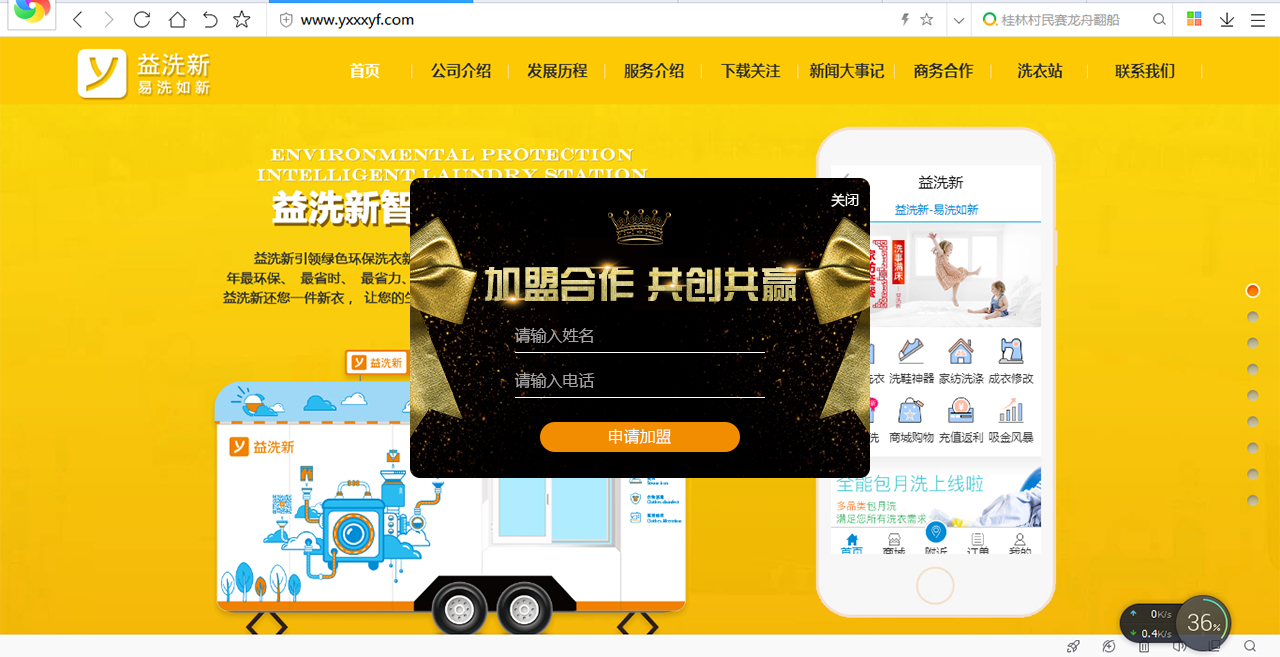 www.yxxxyf.com
桂林村民赛龙舟翻船
益洗新
易洗如新
首页
公司介绍
发展历程
服务介绍
下载关注
新闻大事记
商务合作
洗衣站
联系我们
ENVIRONMENTAL PROTECTION
INTELLIGENT LAUNDRY STATION
益洗新智
益洗新引领绿色环保洗衣新
年最环保、 最省时、 最省力、
益洗新还您一件新衣， 让您的生
关闭
加盟合作 共创共赢
请输入姓名
请输入电话
申请加盟
益洗新
益洗新
益洗新
益洗新-易洗如新
洗事满床
衣 洗鞋神器 家纺洗涤 成衣修改
洗 商城购物 充值返利 吸金风暴
全能包月洗上线啦
多品类包月洗
满足您所有洗衣需求
首页 商城 附近 订单 我的
0K/s
0.4K/s
36%